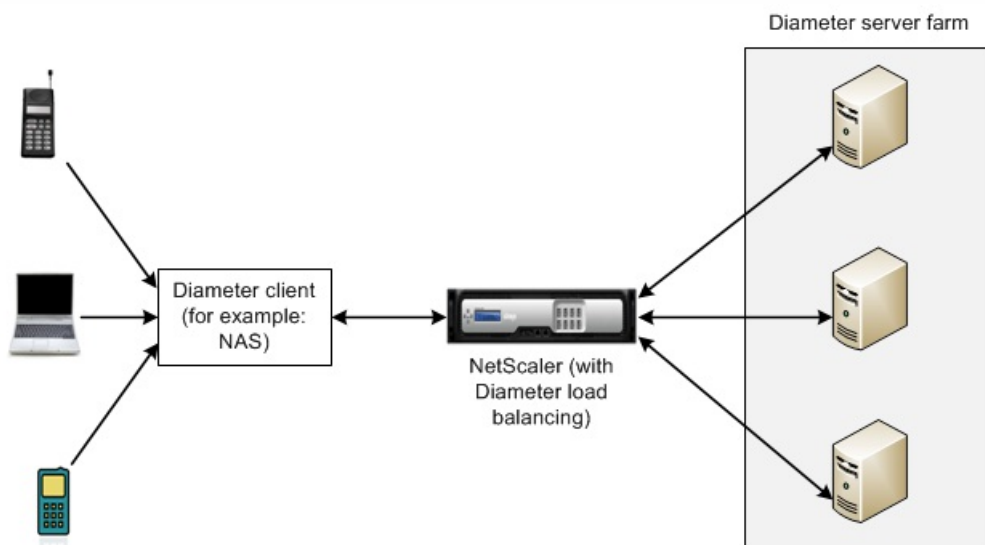 Diameter server farm
Diameter client
(for example:
NAS)
NetScaler (with
Diameter load
balancing)